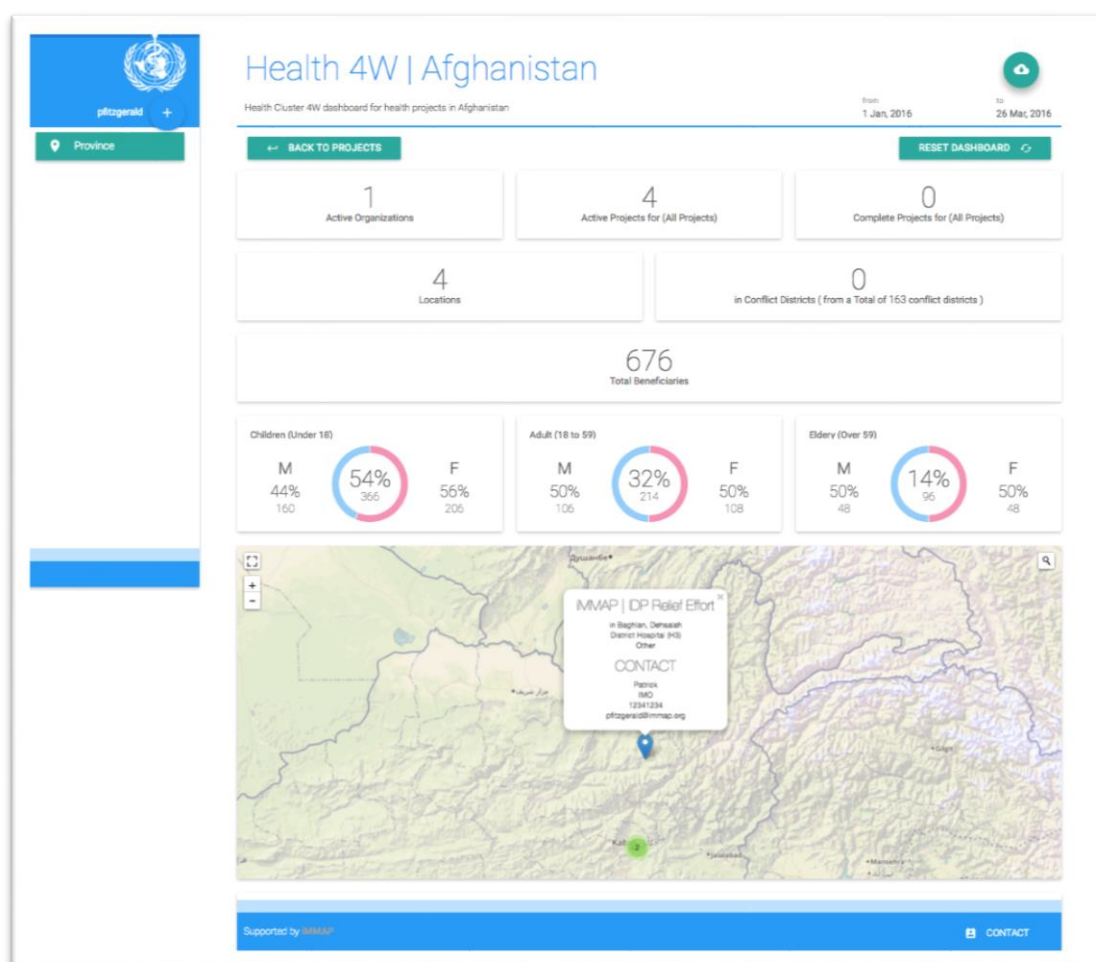 pfitzgerald +
Province
Health 4W | Afghanistan
Health Cluster 4W dashboard for health projects in Afghanistan
from
1 Jan, 2016
to
26 Mar, 2016
BACK TO PROJECTS
RESET DASHBOARD
1
Active Organizations
4
Active Projects for (All Projects)
0
Complete Projects for (All Projects)
4
Locations
0
in Conflict Districts ( from a Total of 163 conflict districts )
676
Total Beneficiaries
Children (Under 18)
M
44%
160
54%
366
F
56%
206
Adult (18 to 59)
M
50%
106
32%
214
F
50%
108
Eldery (Over 59)
M
50%
48
14%
96
F
50%
48
+
-
Душанбе
iMMAP | IDP Relief Effort
in Baghlan, Dehsalah
District Hospital (H3)
Other
CONTACT
Patrick
IMO
12341234
pfitzgerald@immap.org
مزار شریف
2
Supported by iMMAP
CONTACT